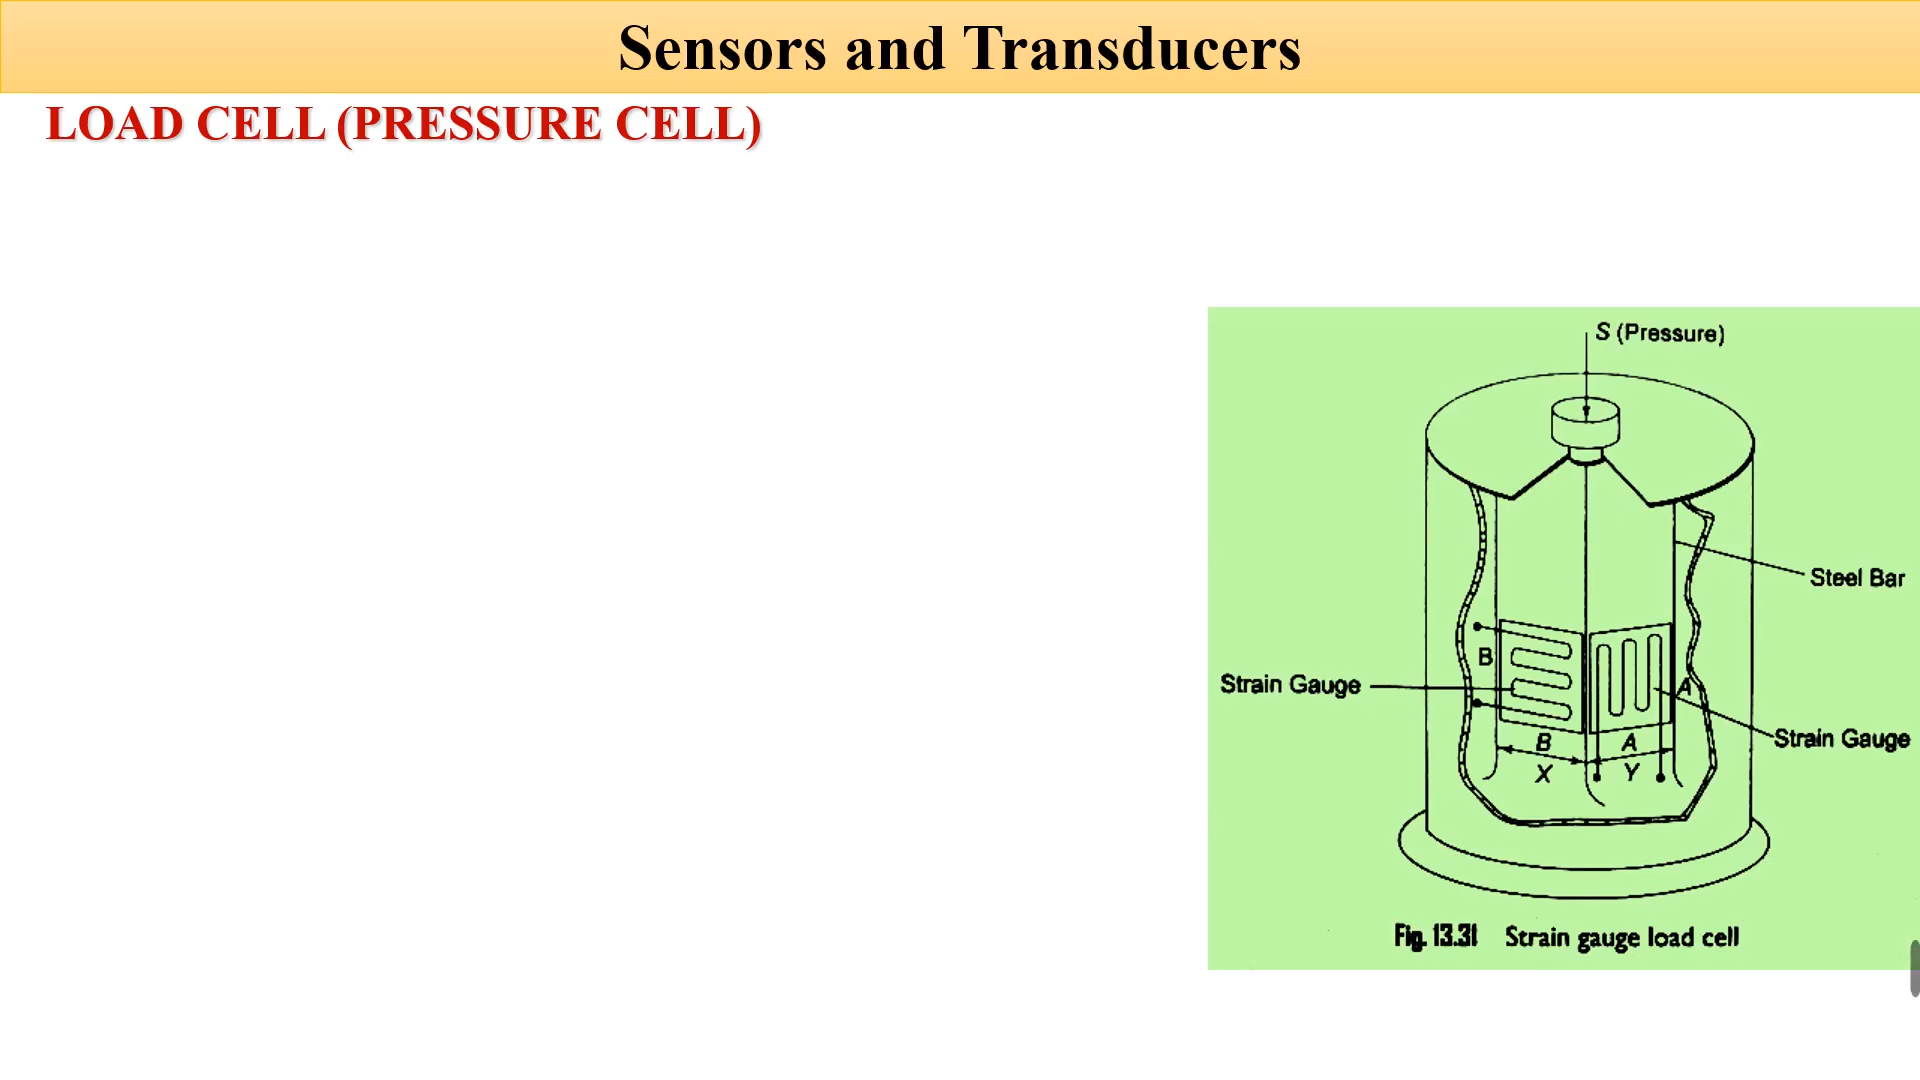 Sensors and Transducers
LOAD CELL (PRESSURE CELL)
S (Pressure)
Steel Bar
B
Strain Gauge
A
Strain Gauge
B A
X Y
Fig. 13.31 Strain gauge load cell